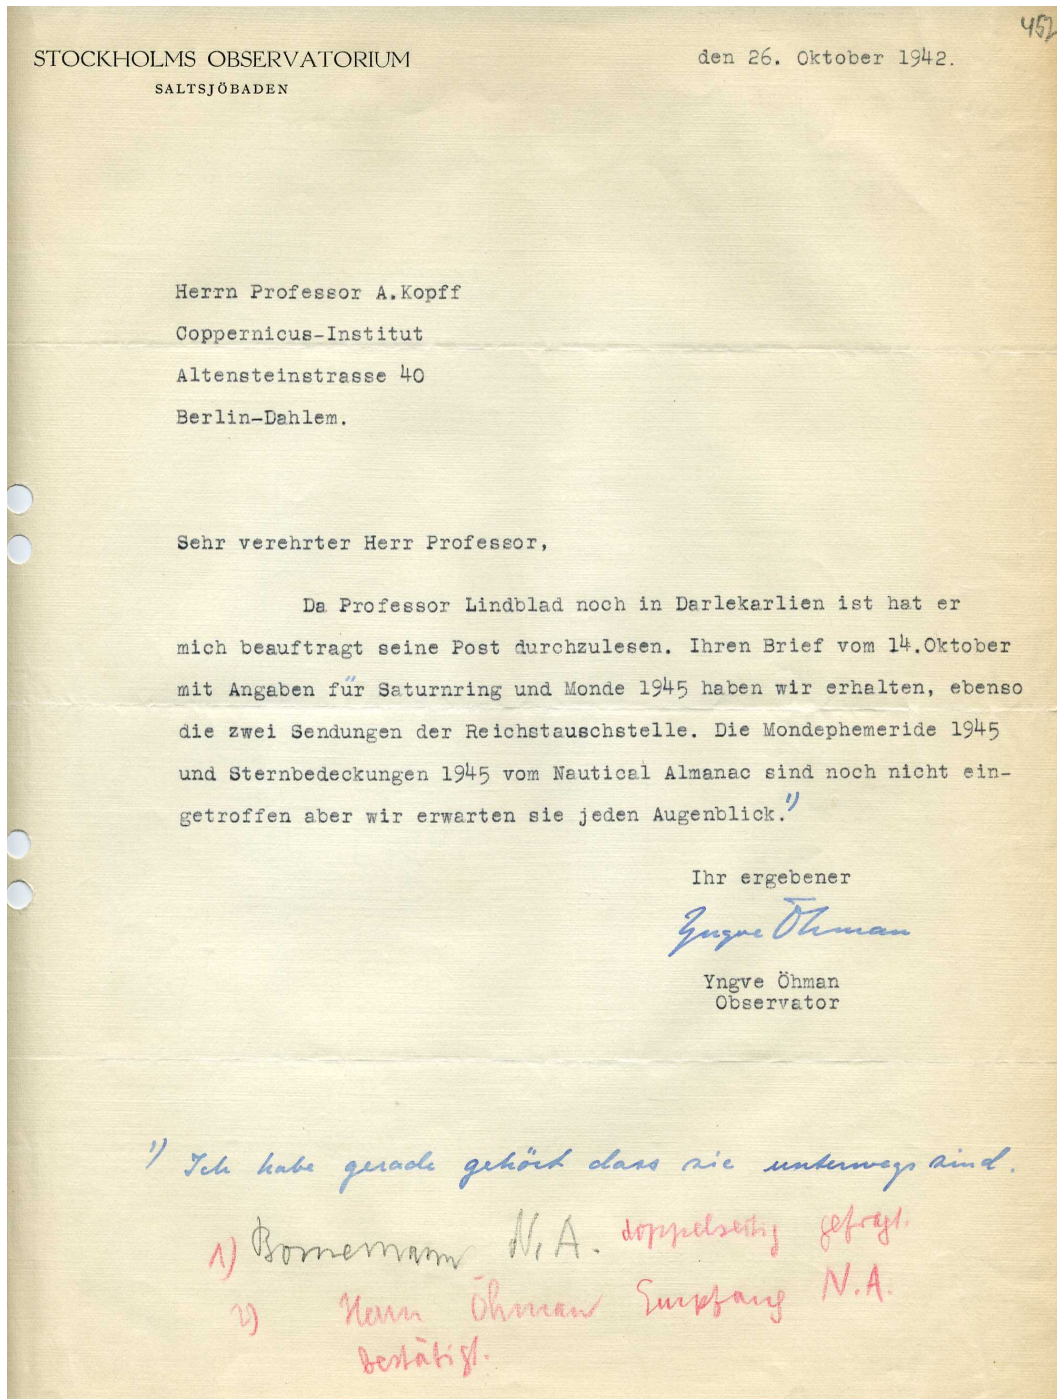 452
STOCKHOLMS OBSERVATORIUM
SALTSJÖBADEN
den 26. Oktober 1942.
Herrn Professor A.Kopff
Coppernicus-Institut
Altensteinstrasse 40
Berlin-Dahlem.
Sehr verehrter Herr Professor,
Da Professor Lindblad noch in Darlekarlien ist hat er
mich beauftragt seine Post durchzulesen. Ihren Brief vom 14.Oktober
mit Angaben für Saturnring und Monde 1945 haben wir erhalten, ebenso
die zwei Sendungen der Reichstauschstelle. Die Mondephemeride 1945
und Sternbedeckungen 1945 vom Nautical Almanac sind noch nicht ein-
getroffen aber wir erwarten sie jeden Augenblick.1)
Ihr ergebener
Yngve Öhman
Yngve Öhman
Observator
1) Ich habe gerade gehört dass sie unterwegs sind.
1) Bornemann N.A. doppelseitig gefragt.
2) Herrn Öhman Empfang N.A.
bestätigt.